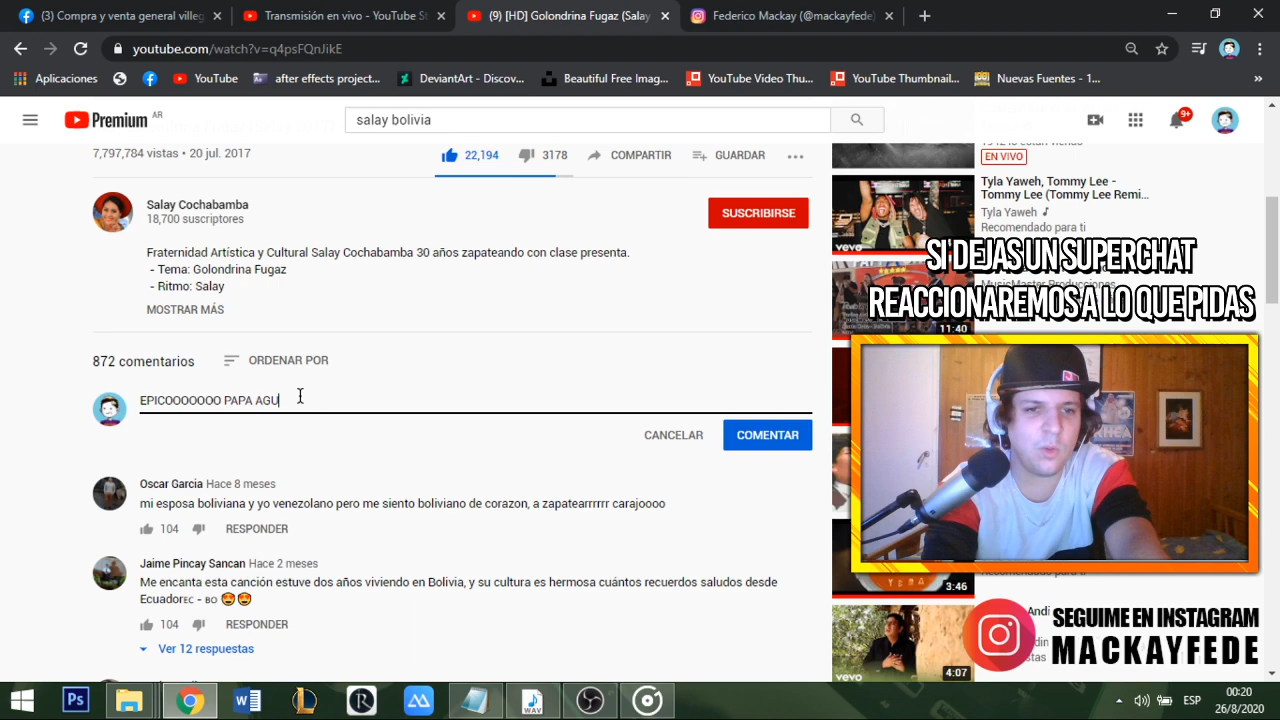 (3) Compra y venta general villeg
Transmisión en vivo - YouTube S
(9) [HD] Golondrina Fugaz (Salay
Federico Mackay (@mackayfede)
youtube.com/watch?v=q4psFQnJikE
Aplicaciones
YouTube
after effects project...
DeviantArt - Discov...
Beautiful Free Imag...
YouTube Video Thu...
YouTube Thumbnail...
Nuevas Fuentes - 1...
Premium AR
salay bolivia
9+
7,797,784 vistas • 20 jul. 2017
22,194
3178
COMPARTIR
GUARDAR
Salay Cochabamba
18,700 suscriptores
SUSCRIBIRSE
Fraternidad Artística y Cultural Salay Cochabamba 30 años zapateando con clase presenta.
- Tema: Golondrina Fugaz
- Ritmo: Salay
MOSTRAR MÁS
872 comentarios
ORDENAR POR
EPICOOOOOOO PAPA AGU
CANCELAR
COMENTAR
Oscar Garcia Hace 8 meses
mi esposa boliviana y yo venezolano pero me siento boliviano de corazon, a zapatearrrrrr carajoooo
104
RESPONDER
Jaime Pincay Sancan Hace 2 meses
Me encanta esta canción estuve dosano viviendo en Bolivia, y su cultura es hermosa cuántos recuerdos saludos desde
Ecuador EC - BO
104
RESPONDER
Ver 12 respuestas
EN VIVO
Tyla Yaweh, Tommy Lee -
Tommy Lee (Tommy Lee Remi...
Tyla Yaweh
Recomendado para ti
vevo
SI DEJAS UN SUPERCHAT
REACCIONAREMOS A LO QUE PIDAS
MusicMaster Producciones
11:40
3:46
4:07
vevo
SEGUIME EN INSTAGRAM
MACKAYFEDE
Ps
ESP
00:20
26/8/2020